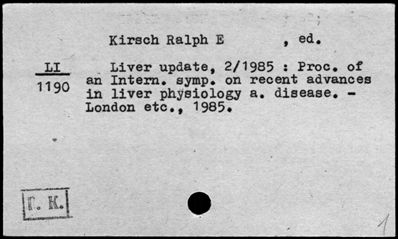 Kirsch Ralph E , ed.
LI
1190
Liver update, 2/1985 : Proc. of
an Intern. symp. on recent advances
in liver physiology a. disease. -
London etc., 1985.
Г. К.
1